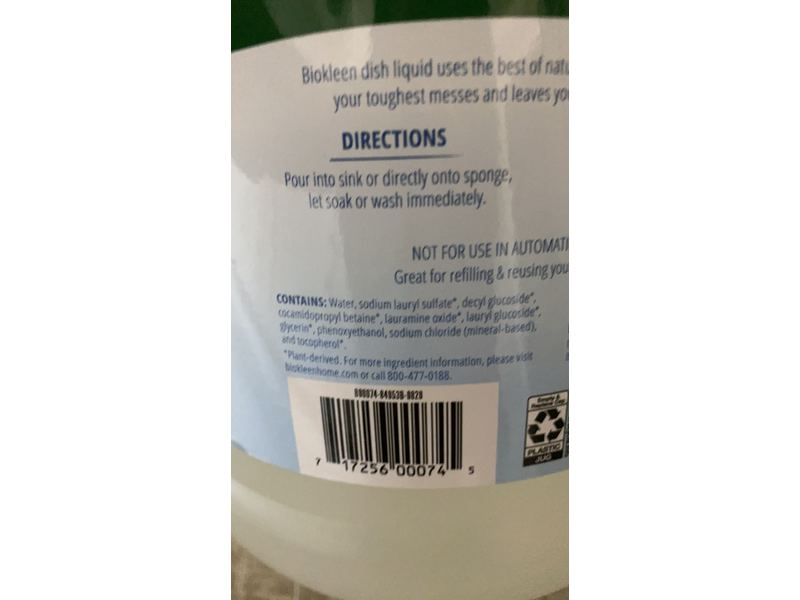 Biokleen dish liquid uses the best of natu
your toughest messes and leaves yo
DIRECTIONS
Pour into sink or directly onto sponge,
let soak or wash immediately.
NOT FOR USE IN AUTOMATI
Great for refilling & reusing you
CONTAINS: Water, sodium lauryl sulfate*, decyl glucoside*,
cocamidopropyl betaine*, lauramine oxide*, lauryl glucoside*,
glycerin*, phenoxyethanol, sodium chloride (mineral-based),
and tocopherol*.
*Plant-derived. For more ingredient information, please visit
biokleenhome.com or call 800-477-0188.
7 17256 00074 5
PLASTIC
JUG